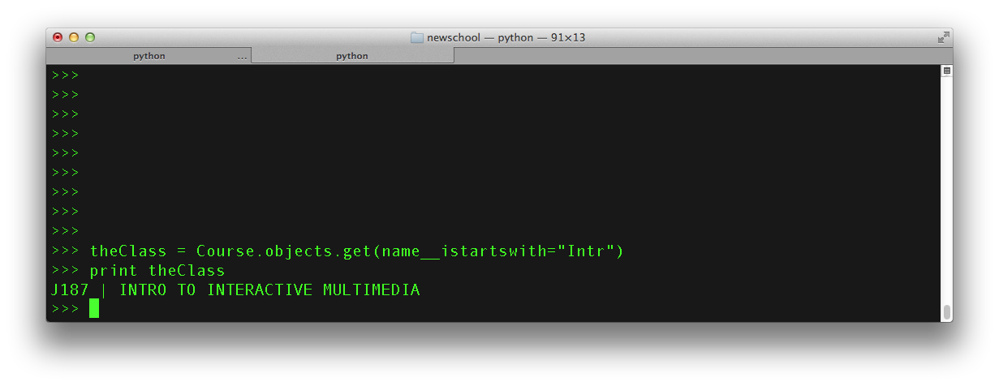 newschool — python — 91×13
python ... python
>>>
>>>
>>>
>>>
>>>
>>>
>>>
>>>
>>>
>>> theClass = Course.objects.get(name__istartswith="Intr")
>>> print theClass
J187 | INTRO TO INTERACTIVE MULTIMEDIA
>>>